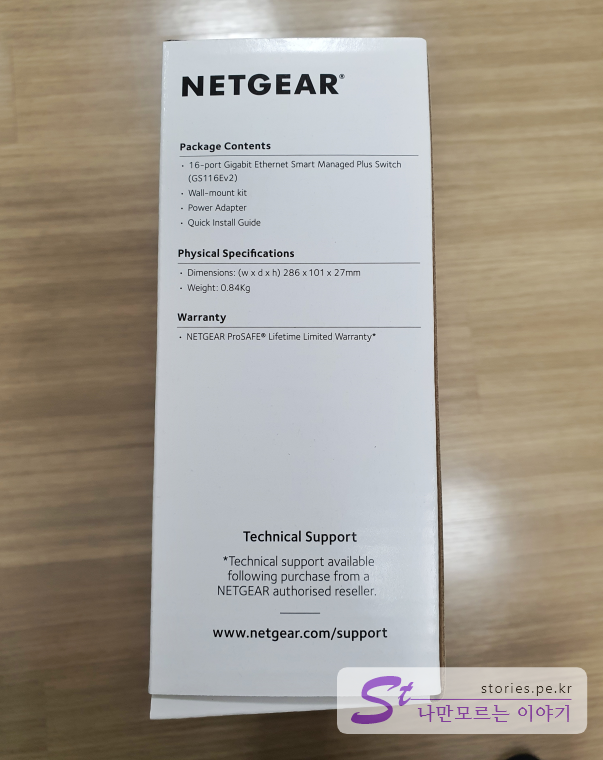 NETGEAR®
Package Contents
· 16-port Gigabit Ethernet Smart Managed Plus Switch
(GS116Ev2)
· Wall-mount kit
· Power Adapter
· Quick Install Guide
Physical Specifications
· Dimensions: (w x d x h) 286 x 101 x 27mm
· Weight: 0.84Kg
Warranty
· NETGEAR ProSAFE® Lifetime Limited Warranty*
Technical Support
*Technical support available
following purchase from a
NETGEAR authorised reseller.
www.netgear.com/support
St
stories.pe.kr
나만모르는 이야기